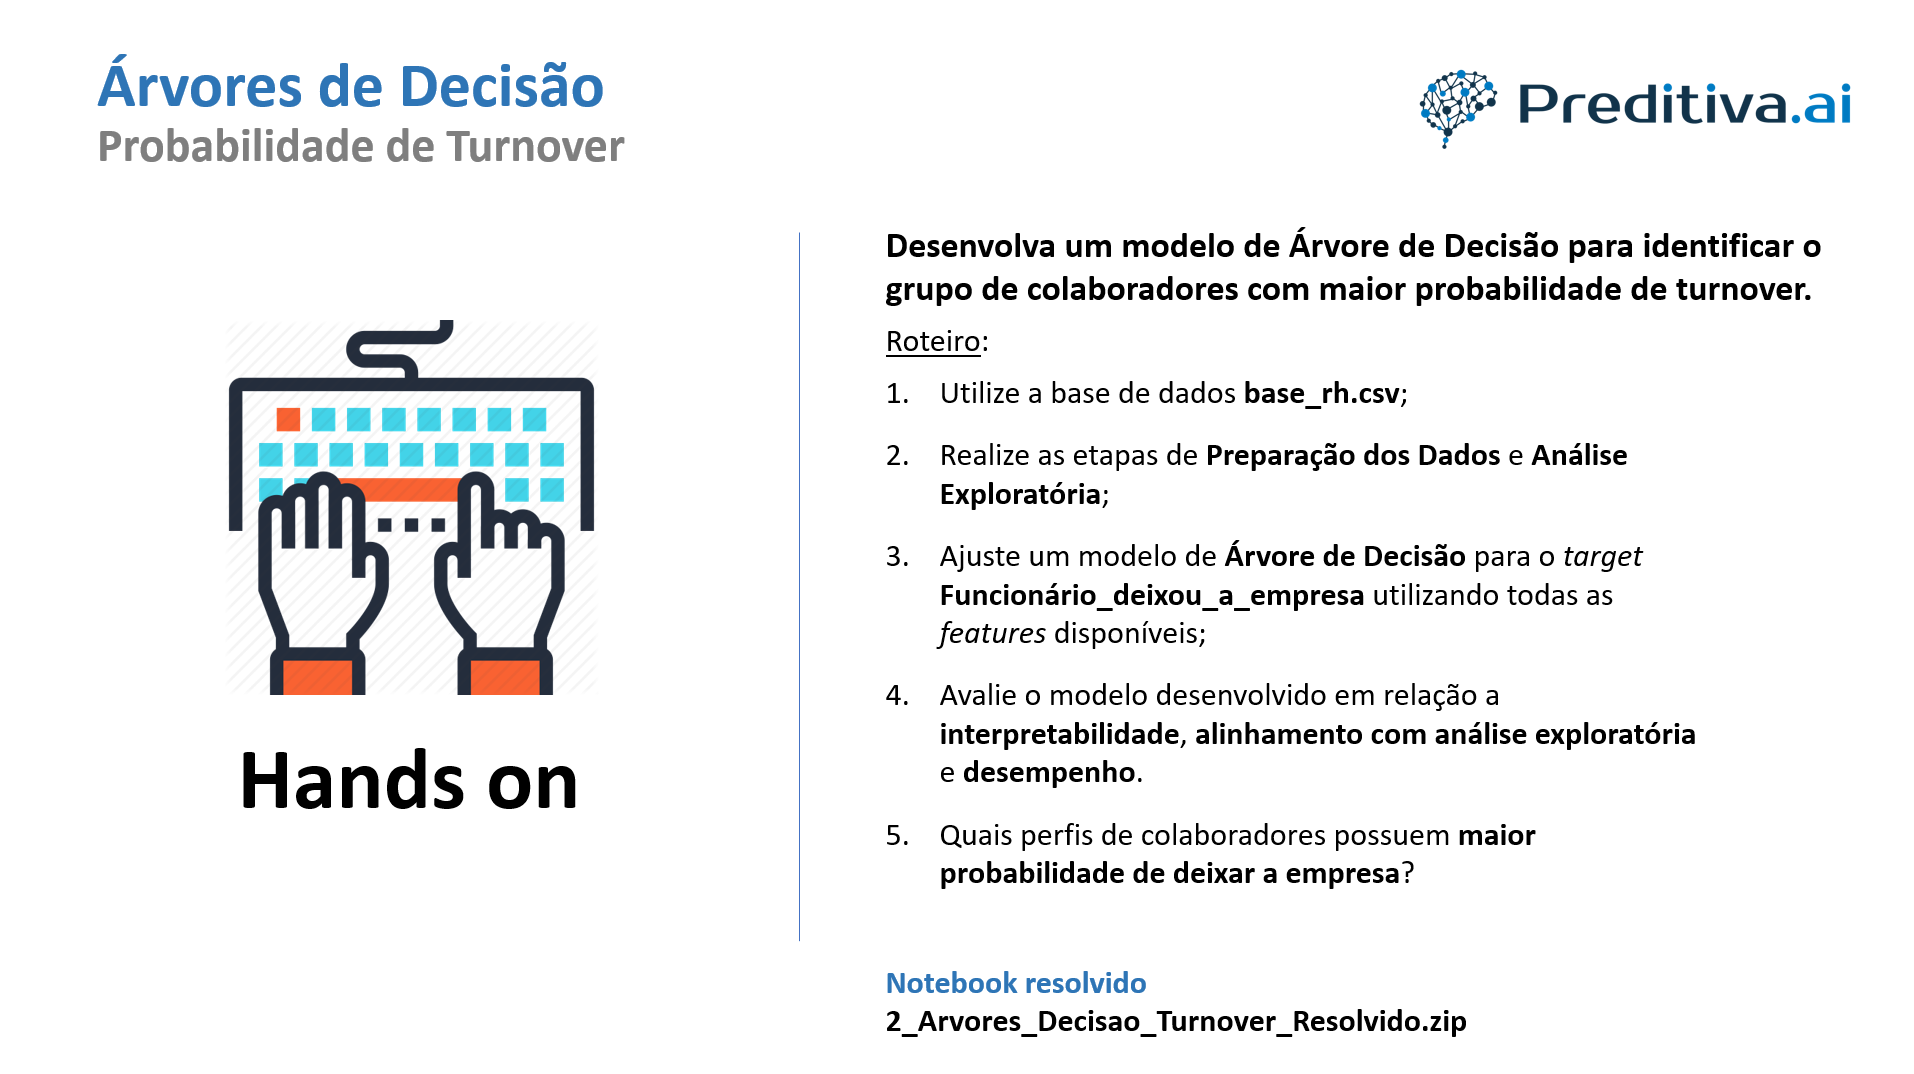 Árvores de Decisão
Probabilidade de Turnover
Preditiva.ai
Hands on
Desenvolva um modelo de Árvore de Decisão para identificar o
grupo de colaboradores com maior probabilidade de turnover.
Roteiro:
1. Utilize a base de dados base_rh.csv;
2. Realize as etapas de Preparação dos Dados e Análise
Exploratória;
3. Ajuste um modelo de Árvore de Decisão para o target
Funcionário_deixou_a_empresa utilizando todas as
features disponíveis;
4. Avalie o modelo desenvolvido em relação a
interpretabilidade, alinhamento com análise exploratória
e desempenho.
5. Quais perfis de colaboradores possuem maior
probabilidade de deixar a empresa?
Notebook resolvido
2_Arvores_Decisao_Turnover_Resolvido.zip